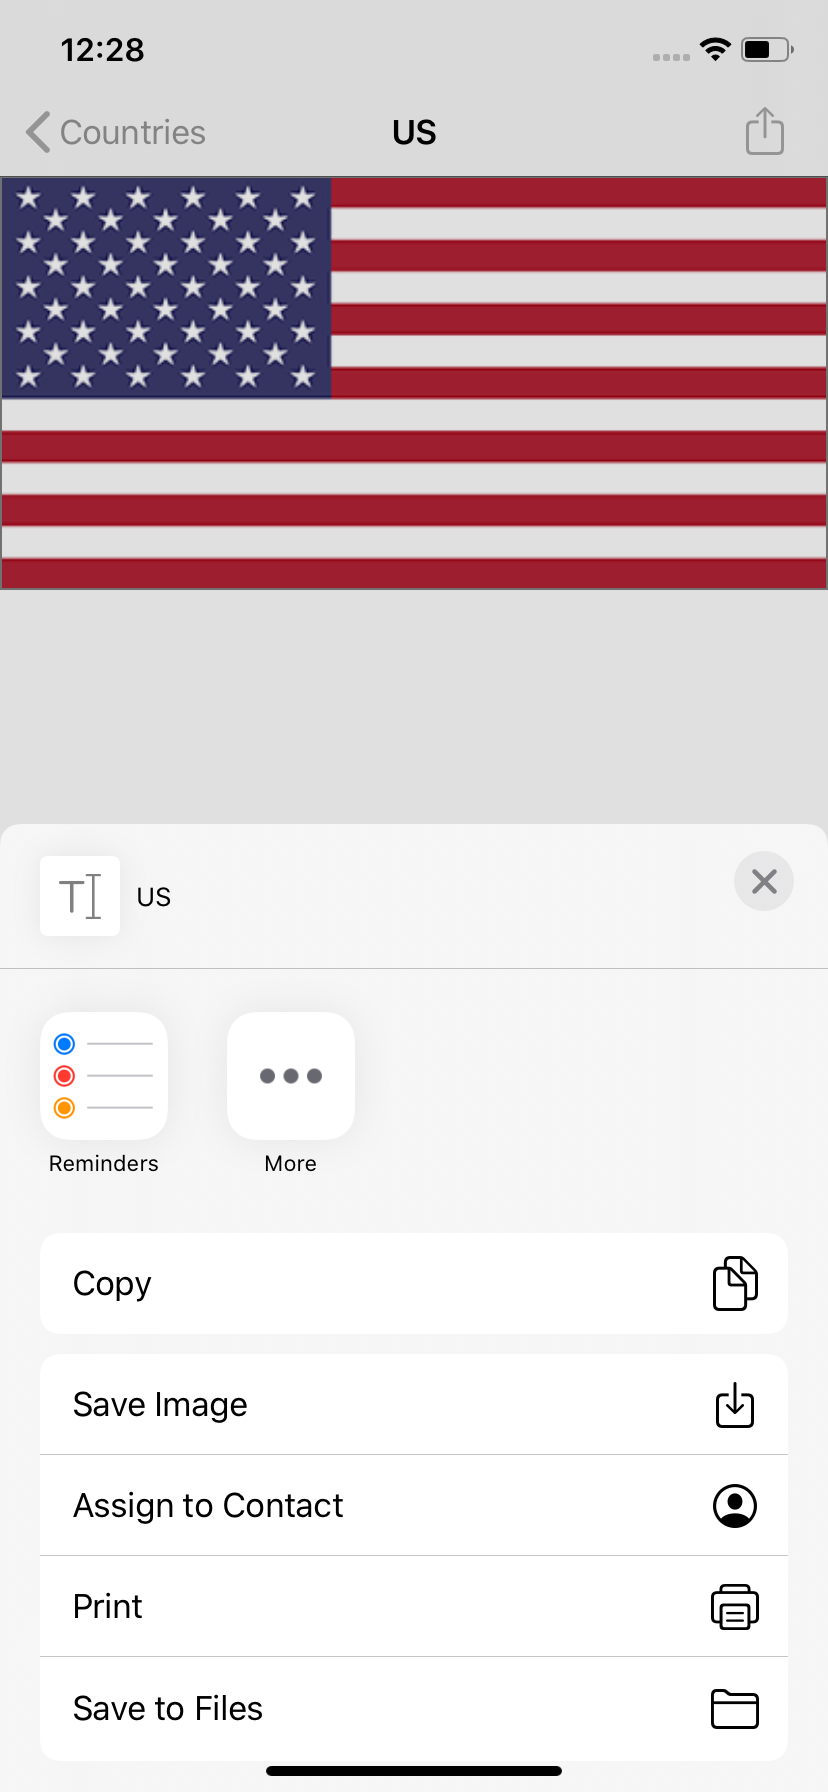 12:28
Countries
US
US
Reminders
More
Copy
Save Image
Assign to Contact
Print
Save to Files